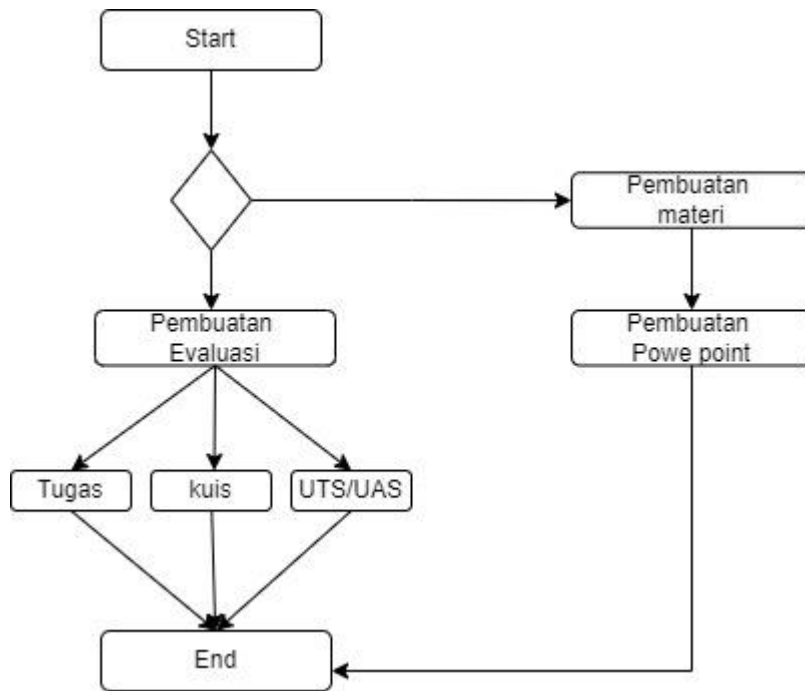 Start
Pembuatan
materi
Pembuatan
Evaluasi
Pembuatan
Powe point
Tugas
kuis
UTS/UAS
End